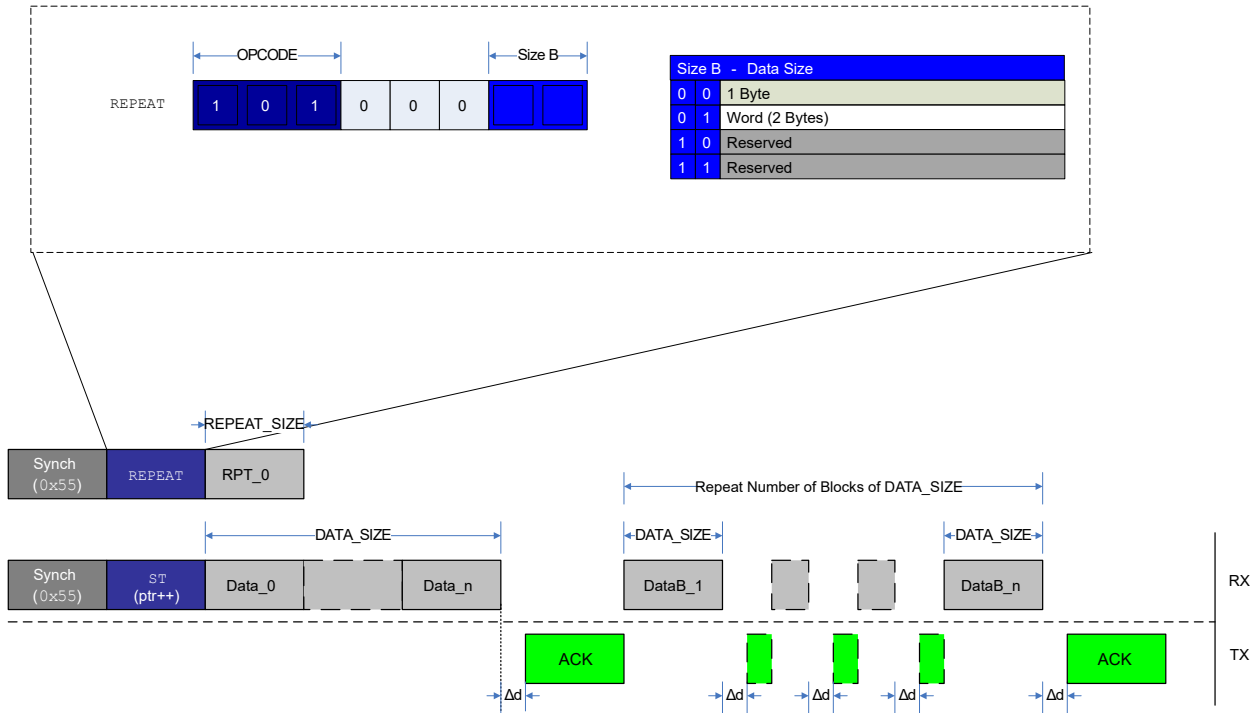 OPCODE
Size B
REPEAT
1 0 1 0 0 0
Size B - Data Size
0 0 1 Byte
0 1 Word (2 Bytes)
1 0 Reserved
1 1 Reserved
REPEAT_SIZE
Synch
(0x55)
REPEAT
RPT_0
Repeat Number of Blocks of DATA_SIZE
DATA_SIZE
DATA_SIZE
DATA_SIZE
Synch
(0x55)
ST
(ptr++)
Data_0
Data_n
DataB_1
DataB_n
RX
ACK
ACK
TX
Δd
Δd
Δd
Δd
Δd